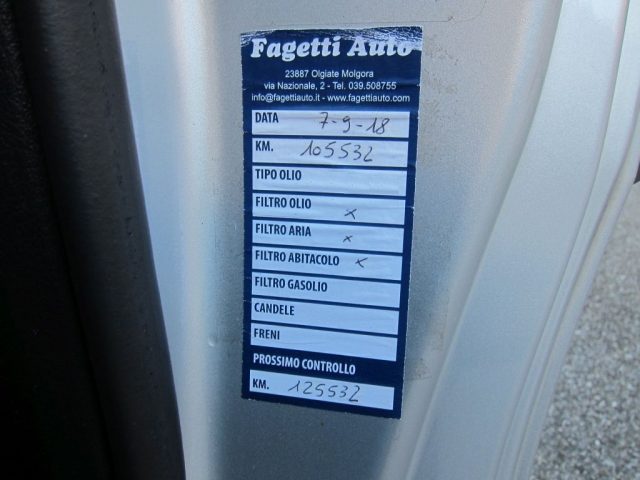 Fagetti Auto
23887 Olgiate Molgora
via Nazionale, 2 - Tel. 039.508755
info@fagettiauto.it - www.fagettiauto.com
DATA 7-9-18
KM. 105532
TIPO OLIO
FILTRO OLIO x
FILTRO ARIA x
FILTRO ABITACOLO x
FILTRO GASOLIO
CANDELE
FRENI
PROSSIMO CONTROLLO
KM. 125532